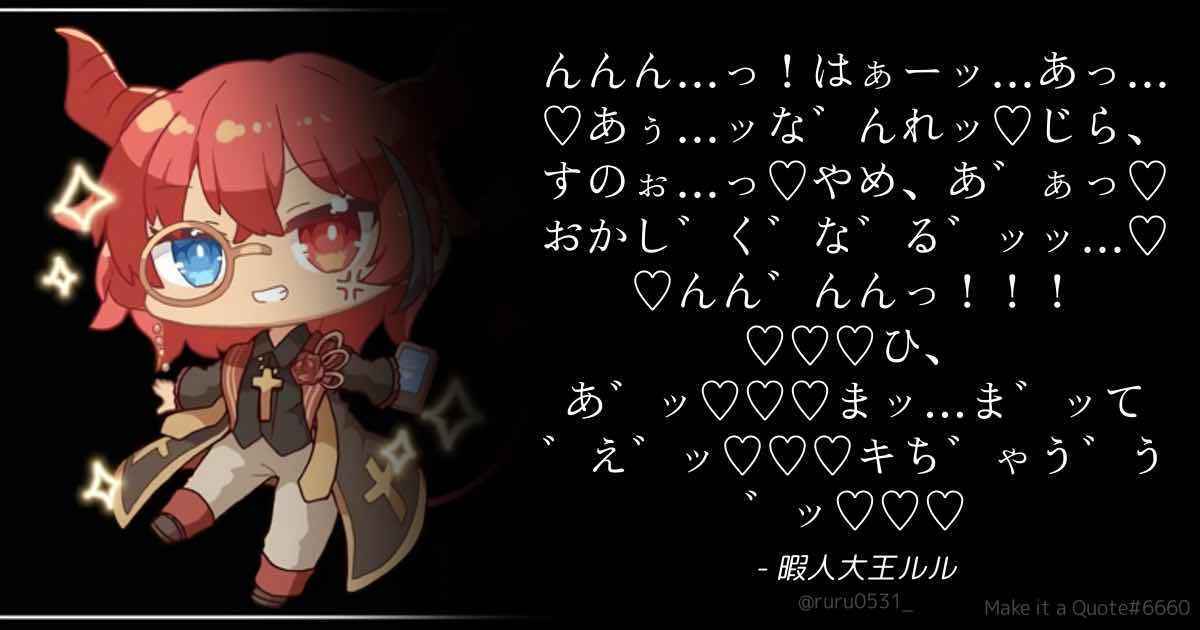 んんん…っ！はぁーッ…あっ…
♡あぅ…ッな゛んれッ♡じら、
すのぉ…っ♡やめ、あ゛ぁっ♡
おかし゛く゛な゛る゛ッッ…♡
♡んん゛んんっ！！！
♡♡♡ひ、
あ゛ッ♡♡♡まッ…ま゛ッて
゛え゛ッ♡♡♡キち゛ゃう゛う
゛ッ♡♡♡
- 暇人大王ルル
@ruru0531_
Make it a Quote#6660